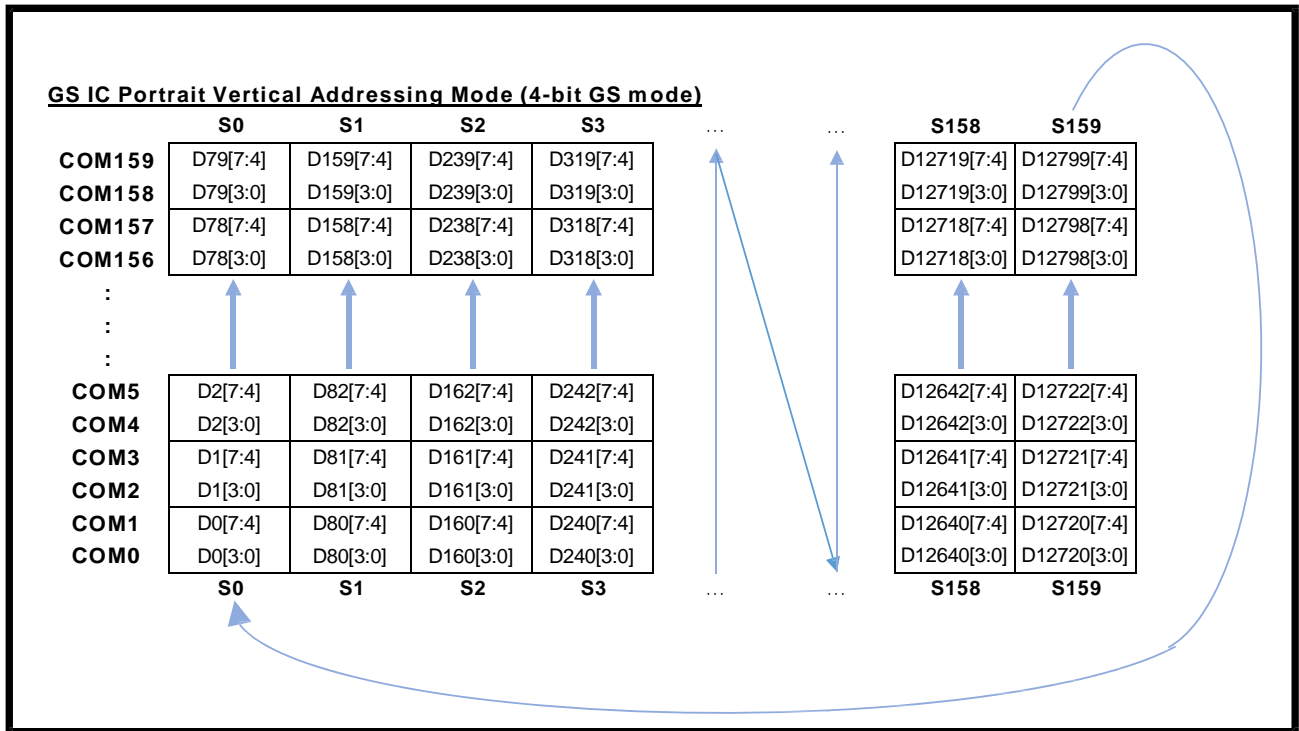 GS IC Portrait Vertical Addressing Mode (4-bit GS mode)
S0 S1 S2 S3 ... ... S158 S159
COM159 D79[7:4] D159[7:4] D239[7:4] D319[7:4] D12719[7:4] D12799[7:4]
COM158 D79[3:0] D159[3:0] D239[3:0] D319[3:0] D12719[3:0] D12799[3:0]
COM157 D78[7:4] D158[7:4] D238[7:4] D318[7:4] D12718[7:4] D12798[7:4]
COM156 D78[3:0] D158[3:0] D238[3:0] D318[3:0] D12718[3:0] D12798[3:0]
:
:
:
COM5 D2[7:4] D82[7:4] D162[7:4] D242[7:4] D12642[7:4] D12722[7:4]
COM4 D2[3:0] D82[3:0] D162[3:0] D242[3:0] D12642[3:0] D12722[3:0]
COM3 D1[7:4] D81[7:4] D161[7:4] D241[7:4] D12641[7:4] D12721[7:4]
COM2 D1[3:0] D81[3:0] D161[3:0] D241[3:0] D12641[3:0] D12721[3:0]
COM1 D0[7:4] D80[7:4] D160[7:4] D240[7:4] D12640[7:4] D12720[7:4]
COM0 D0[3:0] D80[3:0] D160[3:0] D240[3:0] D12640[3:0] D12720[3:0]
S0 S1 S2 S3 ... ... S158 S159